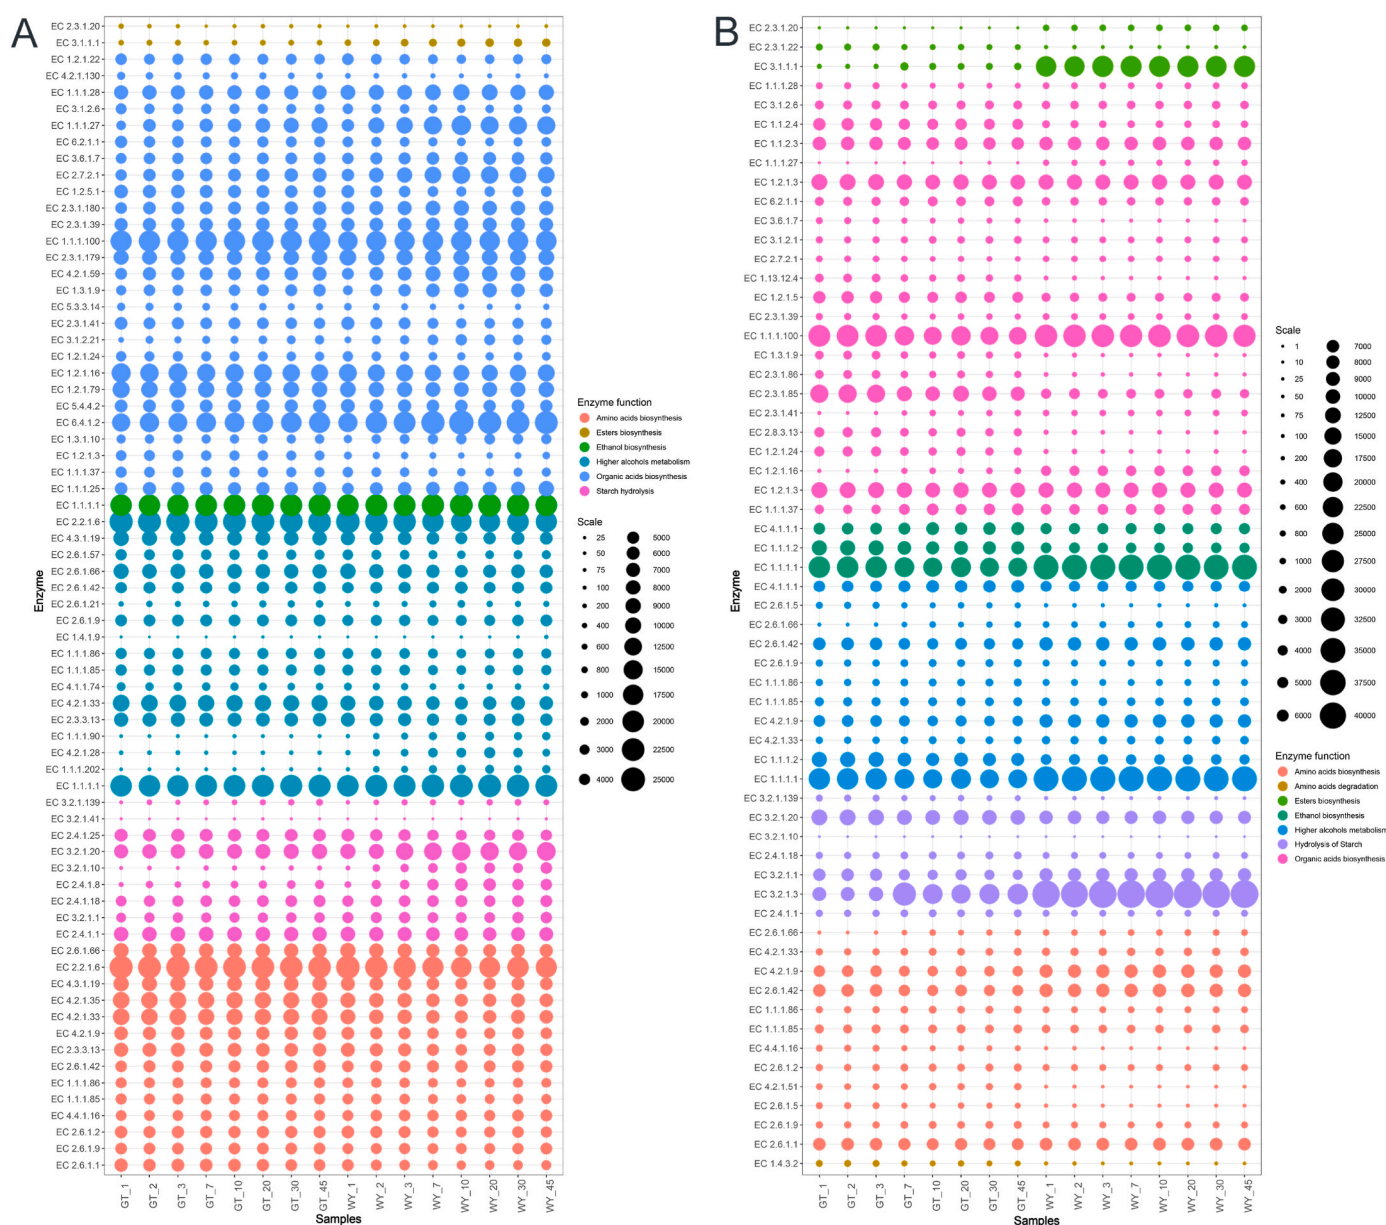 A
EC 2.3.1.20
EC 3.1.1.1
EC 1.2.1.22
EC 4.2.1.130
EC 1.1.1.28
EC 3.1.2.6
EC 1.1.1.27
EC 6.2.1.1
EC 3.6.1.7
EC 2.7.2.1
EC 1.2.5.1
EC 2.3.1.180
EC 2.3.1.39
EC 1.1.1.100
EC 2.3.1.179
EC 4.2.1.59
EC 1.3.1.9
EC 5.3.3.14
EC 2.3.1.41
EC 3.1.2.21
EC 1.2.1.24
EC 1.2.1.16
EC 1.2.1.79
EC 5.4.4.2
EC 6.4.1.2
EC 1.3.1.10
EC 1.2.1.3
EC 1.1.1.37
EC 1.1.1.25
EC 1.1.1.1
EC 2.2.1.6
EC 4.3.1.19
EC 2.6.1.57
EC 2.6.1.66
EC 2.6.1.42
EC 2.6.1.21
EC 2.6.1.9
EC 1.4.1.9
EC 1.1.1.86
EC 1.1.1.85
EC 4.1.1.74
EC 4.2.1.33
EC 2.3.3.13
EC 1.1.1.90
EC 4.2.1.28
EC 1.1.1.202
EC 1.1.1.1
EC 3.2.1.139
EC 3.2.1.41
EC 2.4.1.25
EC 3.2.1.20
EC 3.2.1.10
EC 2.4.1.8
EC 2.4.1.18
EC 3.2.1.1
EC 2.4.1.1
EC 2.6.1.66
EC 2.2.1.6
EC 4.3.1.19
EC 4.2.1.35
EC 4.2.1.33
EC 4.2.1.9
EC 2.3.3.13
EC 2.6.1.42
EC 1.1.1.86
EC 1.1.1.85
EC 4.4.1.16
EC 2.6.1.2
EC 2.6.1.9
EC 2.6.1.1
Enzyme
GT_1 GT_2 GT_3 GT_7 GT_10 GT_20 GT_30 GT_45 WY_1 WY_2 WY_3 WY_7 WY_10 WY_20 WY_30 WY_45
Samples
Enzyme function
Amino acids biosynthesis
Esters biosynthesis
Ethanol biosynthesis
Higher alcohols metabolism
Organic acids biosynthesis
Starch hydrolysis
Scale
25 5000
50 6000
75 7000
100 8000
200 9000
400 10000
600 12500
800 15000
1000 17500
2000 20000
3000 22500
4000 25000
B
EC 2.3.1.20
EC 2.3.1.22
EC 3.1.1.1
EC 1.1.1.28
EC 3.1.2.6
EC 1.1.2.4
EC 1.1.2.3
EC 1.1.1.27
EC 1.2.1.3
EC 6.2.1.1
EC 3.6.1.7
EC 3.1.2.1
EC 2.7.2.1
EC 1.13.12.4
EC 1.2.1.5
EC 2.3.1.39
EC 1.1.1.100
EC 1.3.1.9
EC 2.3.1.86
EC 2.3.1.85
EC 2.3.1.41
EC 2.8.3.13
EC 1.2.1.24
EC 1.2.1.16
EC 1.2.1.3
EC 1.1.1.37
EC 4.1.1.1
EC 1.1.1.2
EC 1.1.1.1
EC 4.1.1.1
EC 2.6.1.5
EC 2.6.1.66
EC 2.6.1.42
EC 2.6.1.9
EC 1.1.1.86
EC 1.1.1.85
EC 4.2.1.9
EC 4.2.1.33
EC 1.1.1.2
EC 1.1.1.1
EC 3.2.1.139
EC 3.2.1.20
EC 3.2.1.10
EC 2.4.1.18
EC 3.2.1.1
EC 3.2.1.3
EC 2.4.1.1
EC 2.6.1.66
EC 4.2.1.33
EC 4.2.1.9
EC 2.6.1.42
EC 1.1.1.86
EC 1.1.1.85
EC 4.4.1.16
EC 2.6.1.2
EC 4.2.1.51
EC 2.6.1.5
EC 2.6.1.9
EC 2.6.1.1
EC 1.4.3.2
Enzyme
GT_1 GT_2 GT_3 GT_7 GT_10 GT_20 GT_30 GT_45 WY_1 WY_2 WY_3 WY_7 WY_10 WY_20 WY_30 WY_45
Samples
Scale
1 7000
10 8000
25 9000
50 10000
75 12500
100 15000
200 17500
400 20000
600 22500
800 25000
1000 27500
2000 30000
3000 32500
4000 35000
5000 37500
6000 40000
Enzyme function
Amino acids biosynthesis
Amino acids degradation
Esters biosynthesis
Ethanol biosynthesis
Higher alcohols metabolism
Hydrolysis of Starch
Organic acids biosynthesis